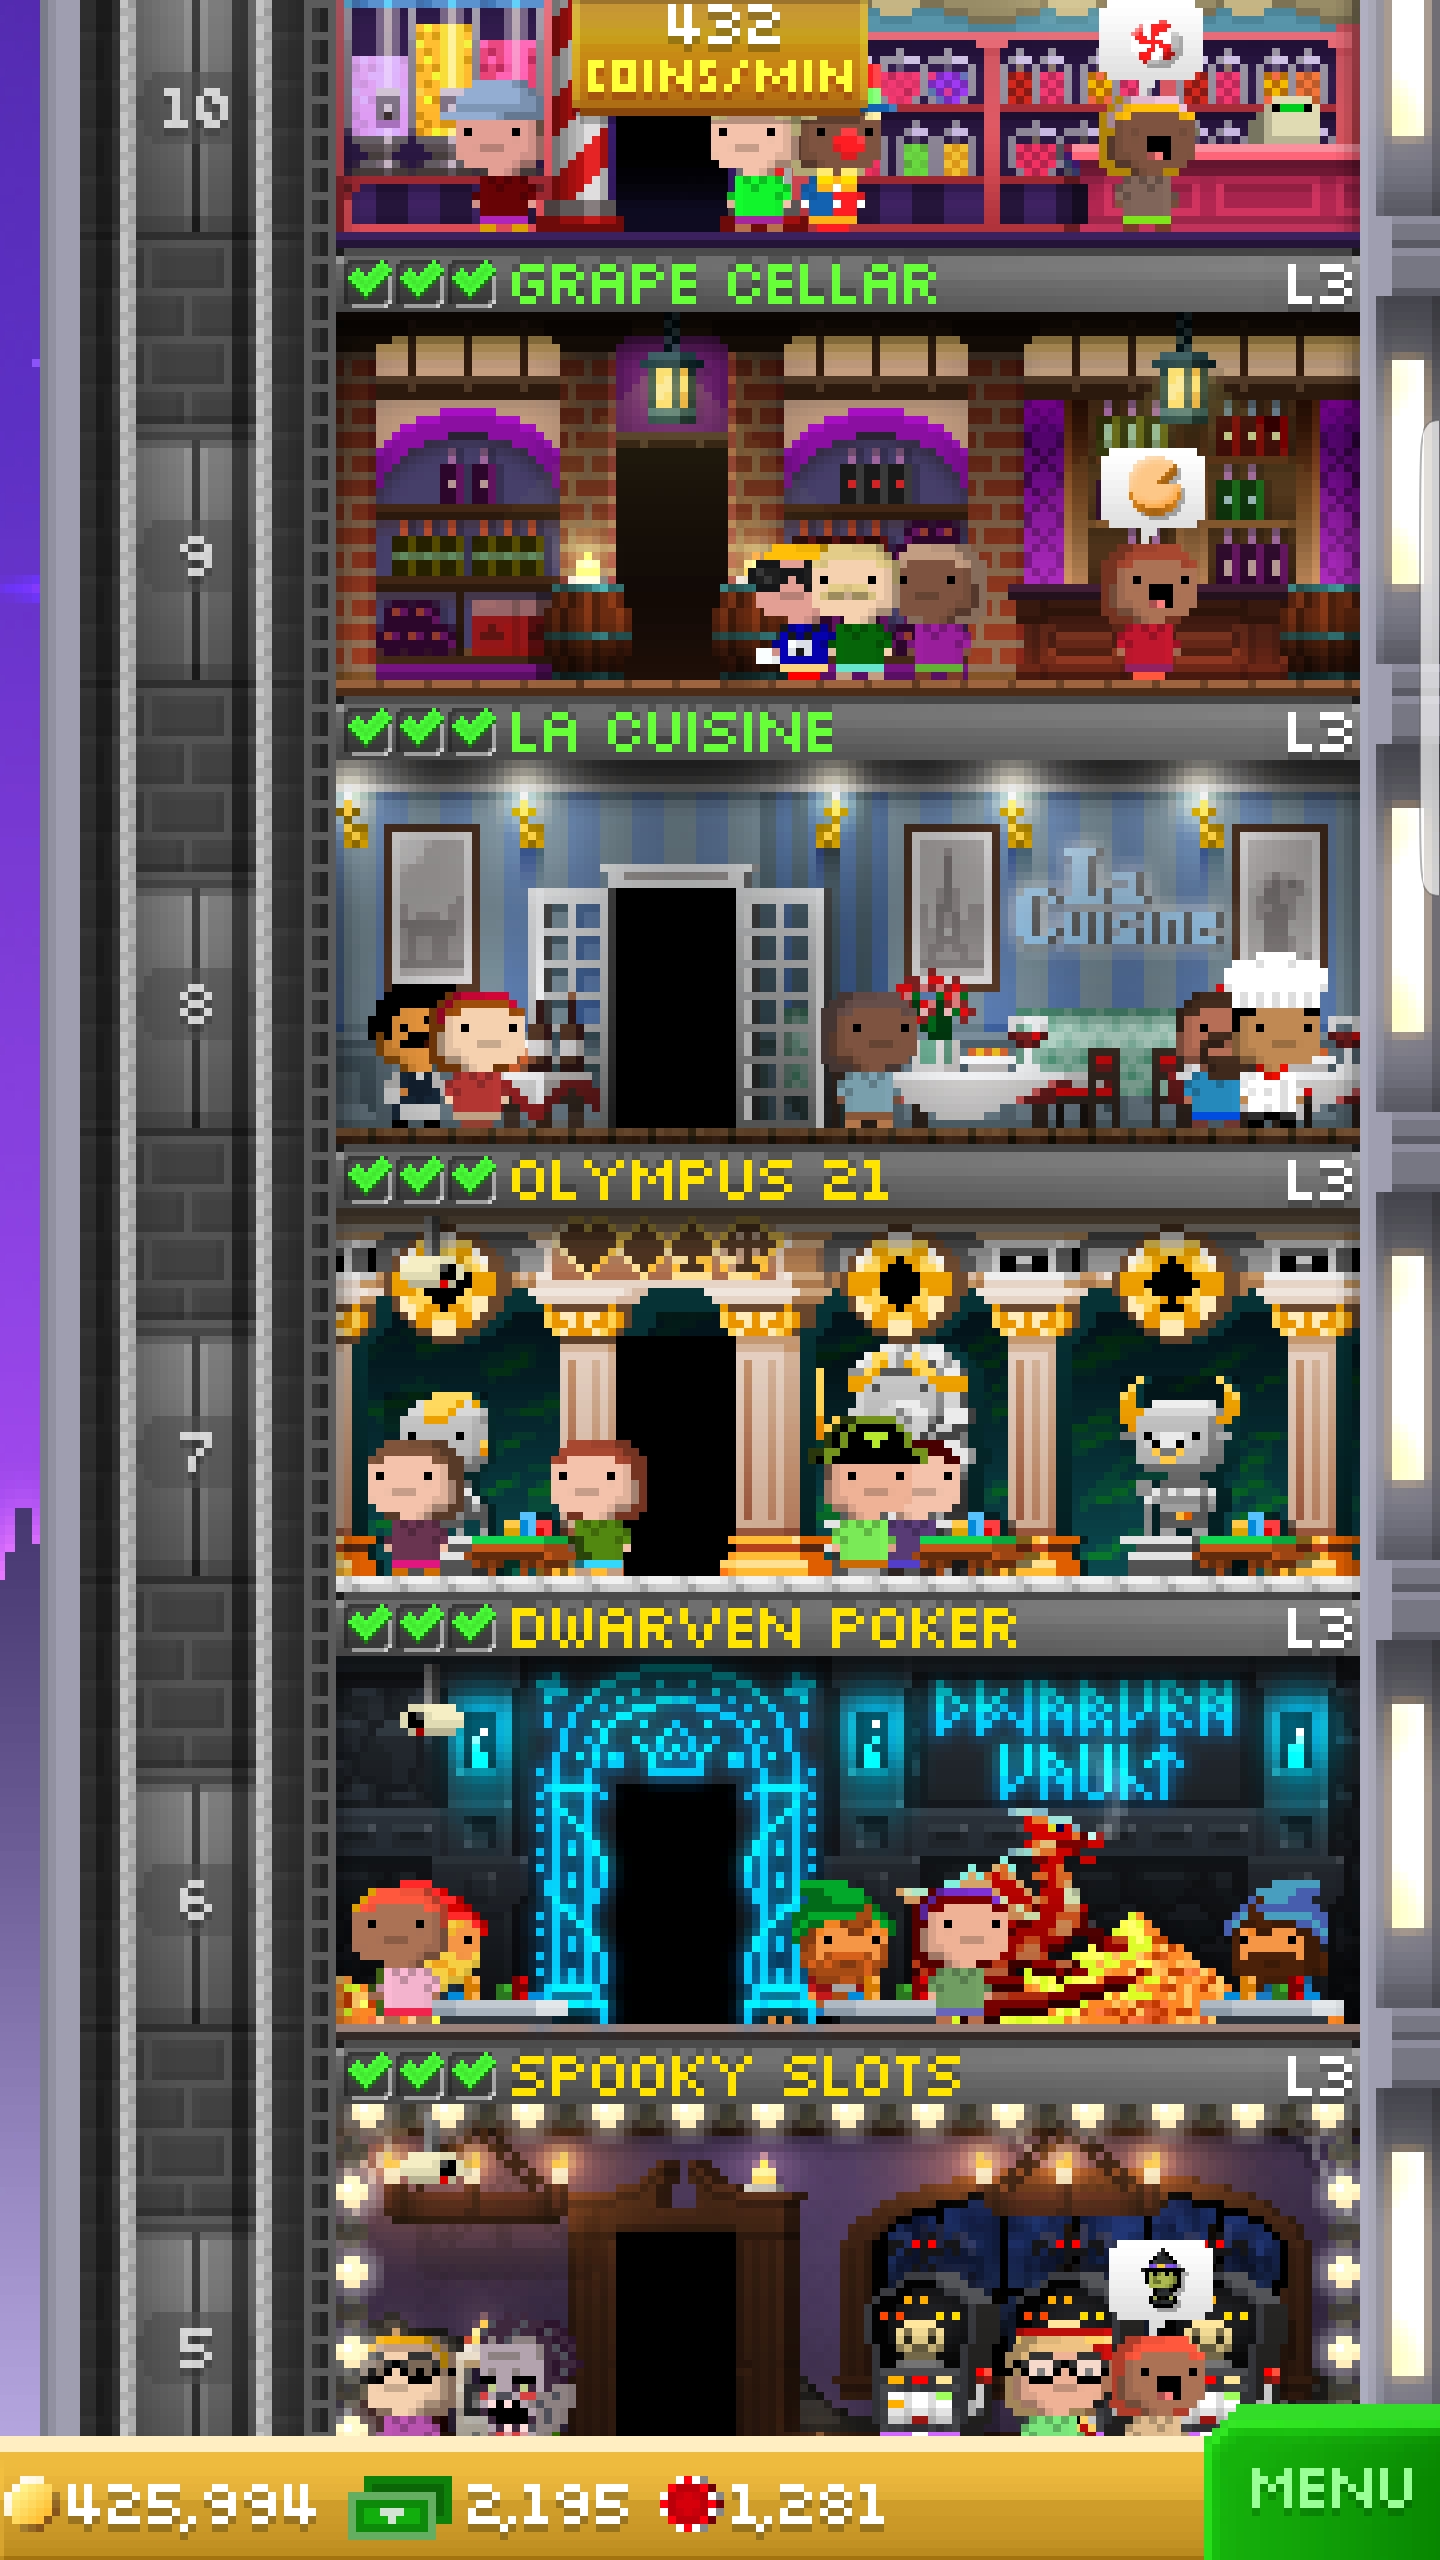 432
COINS/MIN
10
GRAPE CELLAR L3
9
LA CUISINE L3
La
Cuisine
8
OLYMPUS 21 L3
7
DWARVEN POKER L3
DWARVEN
VAULT
6
SPOOKY SLOTS L3
5
425,994 2,195 1,281
MENU